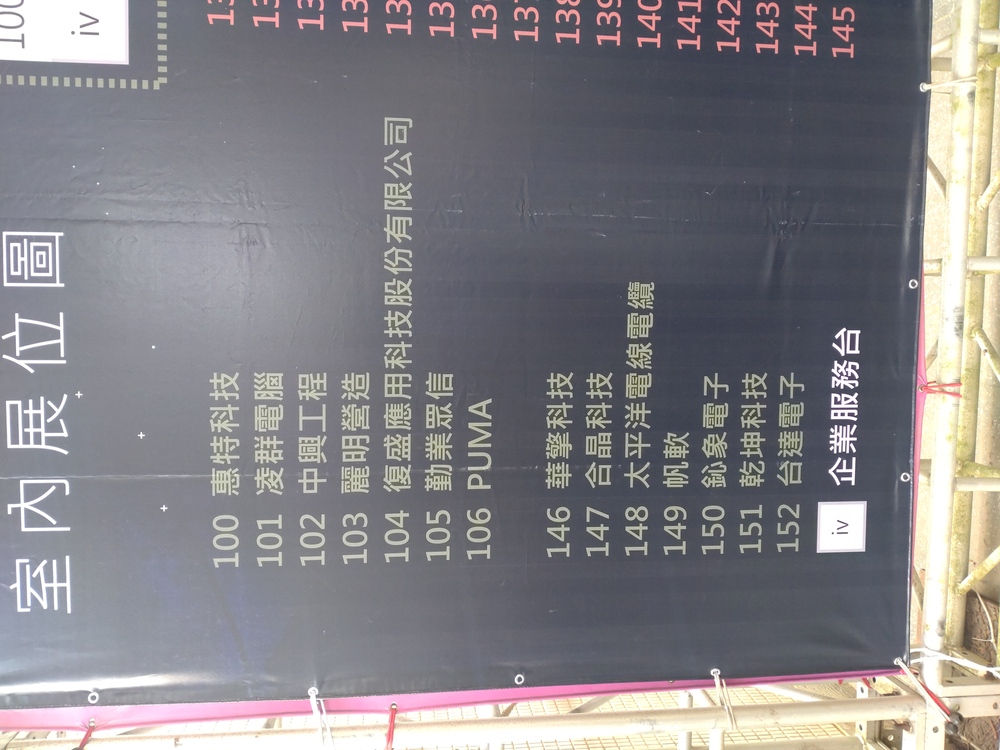 室內展位圖
100
iv
100 惠特科技
101 凌群電腦
102 中興工程
103 麗明營造
104 復盛應用科技股份有限公司
105 勤業眾信
106 PUMA
137
138
139
140
141
142
143
144
145
146 華擎科技
147 合晶科技
148 太平洋電線電纜
149 帆軟
150 鈊象電子
151 乾坤科技
152 台達電子
iv 企業服務台